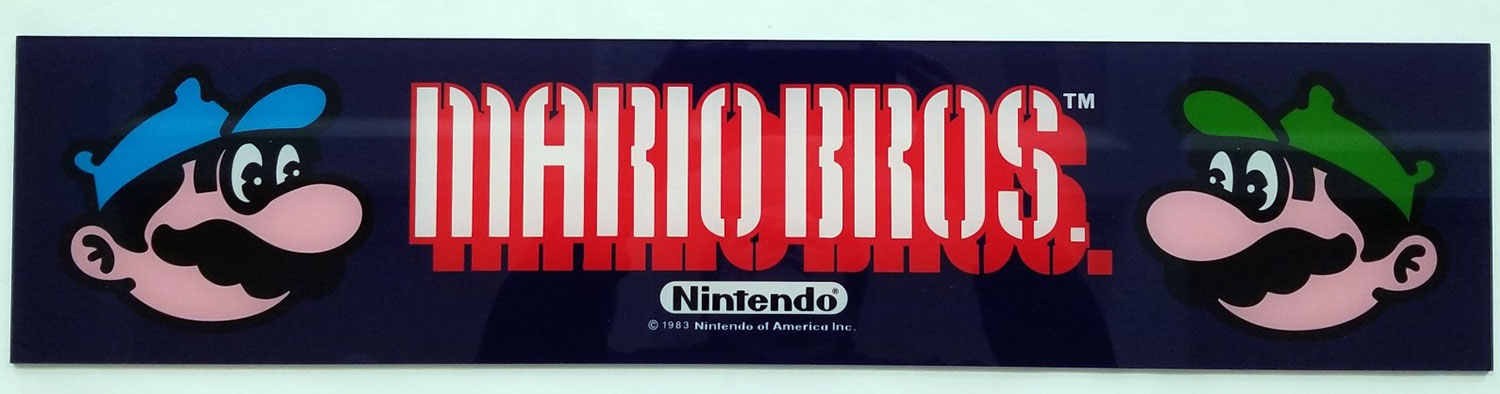 MARIO BROS.™
Nintendo®
© 1983 Nintendo of America Inc.